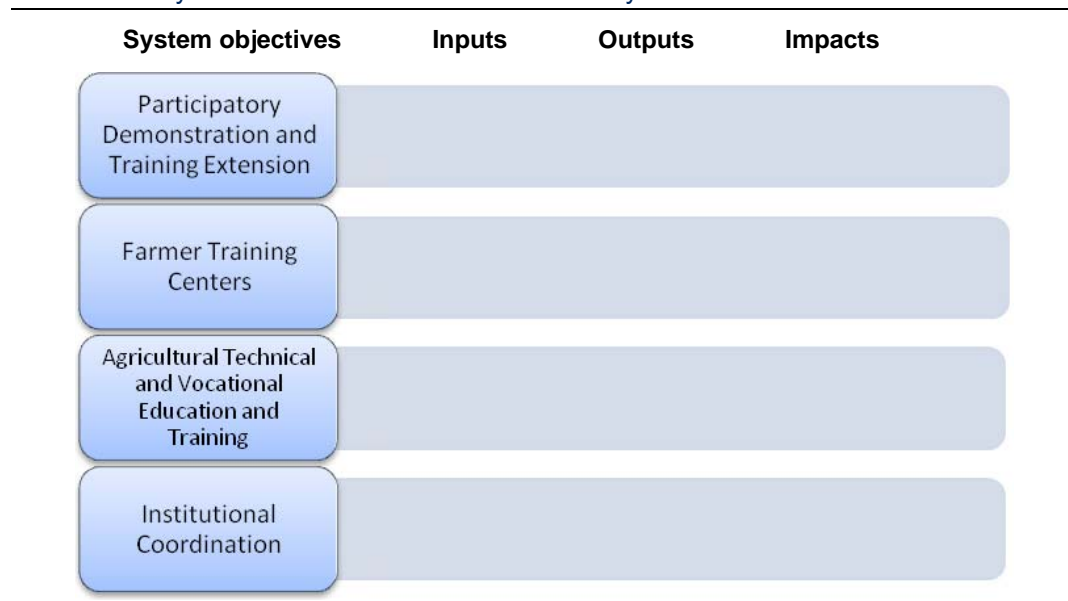 System objectives Inputs Outputs Impacts
Participatory
Demonstration and
Training Extension
Farmer Training
Centers
Agricultural Technical
and Vocational
Education and
Training
Institutional
Coordination